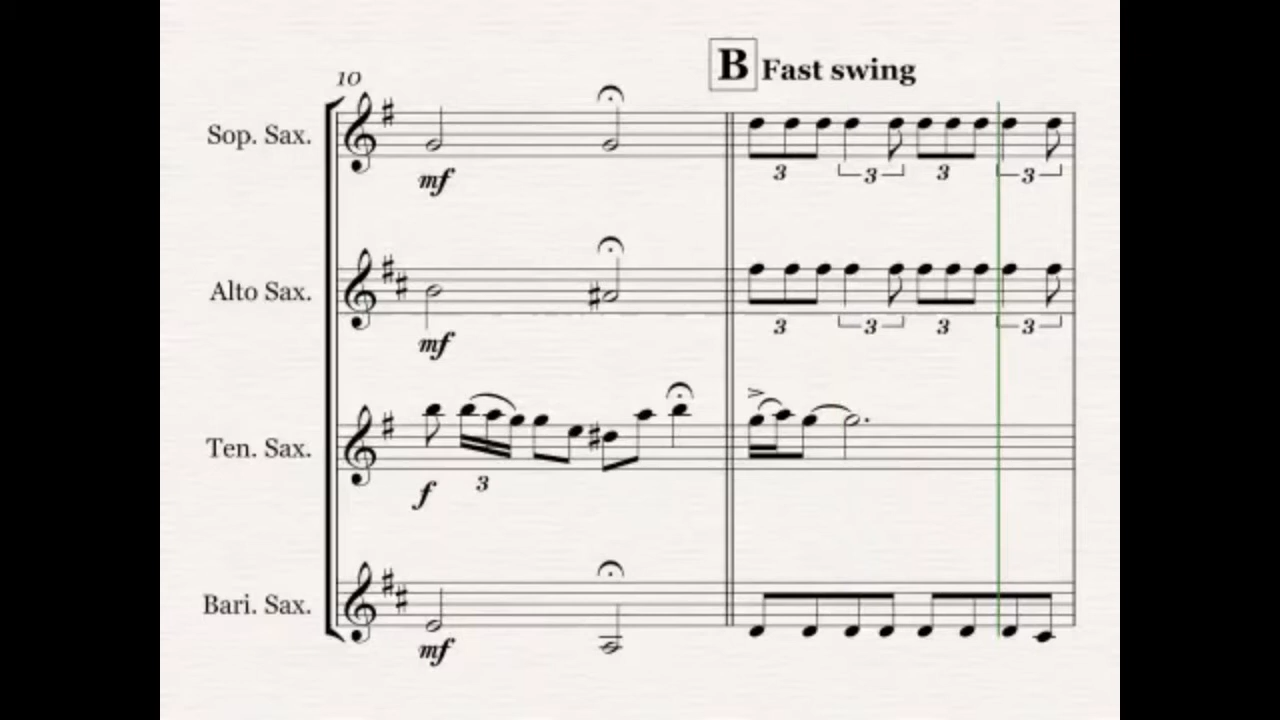 B Fast swing
10
Sop. Sax.
mf
3 3 3 3
Alto Sax.
mf
3 3 3 3
Ten. Sax.
f
3
Bari. Sax.
mf